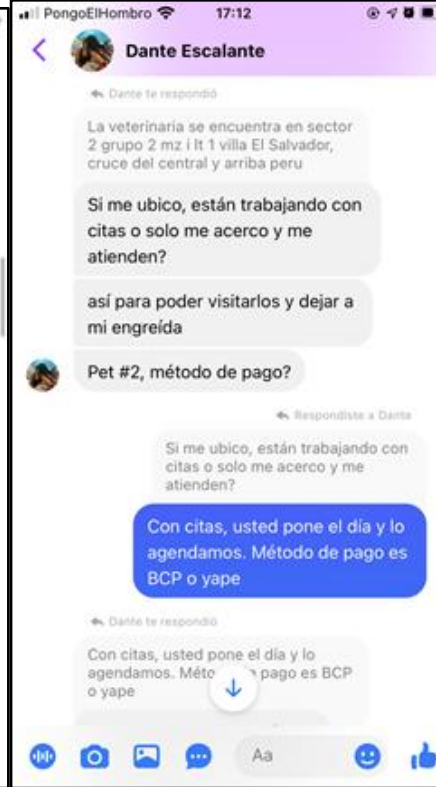 PongoElHombro 17:12
Dante Escalante
Dante te respondió
La veterinaria se encuentra en sector
2 grupo 2 mz i lt 1 villa El Salvador,
cruce del central y arriba peru
Si me ubico, están trabajando con
citas o solo me acerco y me
atienden?
así para poder visitarlos y dejar a
mi engreída
Pet #2, método de pago?
Respondiste a Dante
Si me ubico, están trabajando con
citas o solo me acerco y me
atienden?
Con citas, usted pone el día y lo
agendamos. Método de pago es
BCP o yape
Dante te respondió
Con citas, usted pone el día y lo
agendamos. Méto pago es BCP
o yape
Aa